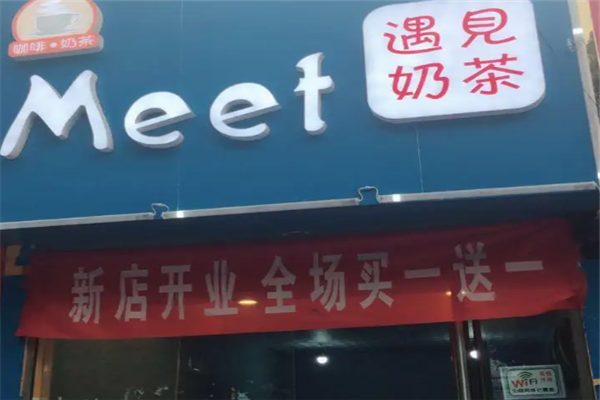 咖啡·奶茶
Meet
遇見
奶茶
新店开业 全场买一送一
WiFi